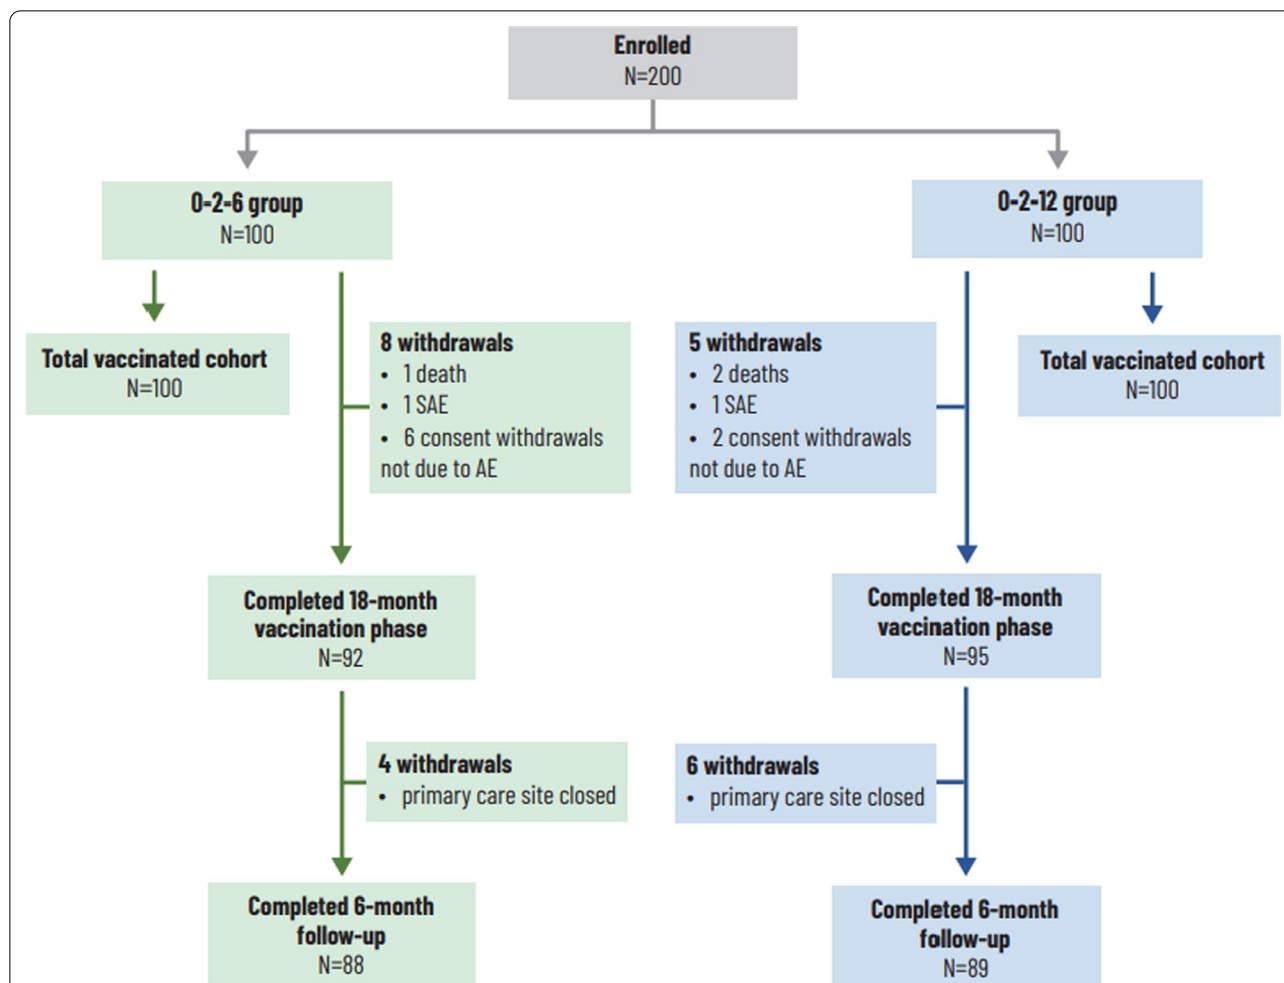 Enrolled
N=200
0-2-6 group
N=100
0-2-12 group
N=100
Total vaccinated cohort
N=100
8 withdrawals
• 1 death
• 1 SAE
• 6 consent withdrawals
not due to AE
5 withdrawals
• 2 deaths
• 1 SAE
• 2 consent withdrawals
not due to AE
Total vaccinated cohort
N=100
Completed 18-month
vaccination phase
N=92
Completed 18-month
vaccination phase
N=95
4 withdrawals
• primary care site closed
6 withdrawals
• primary care site closed
Completed 6-month
follow-up
N=88
Completed 6-month
follow-up
N=89